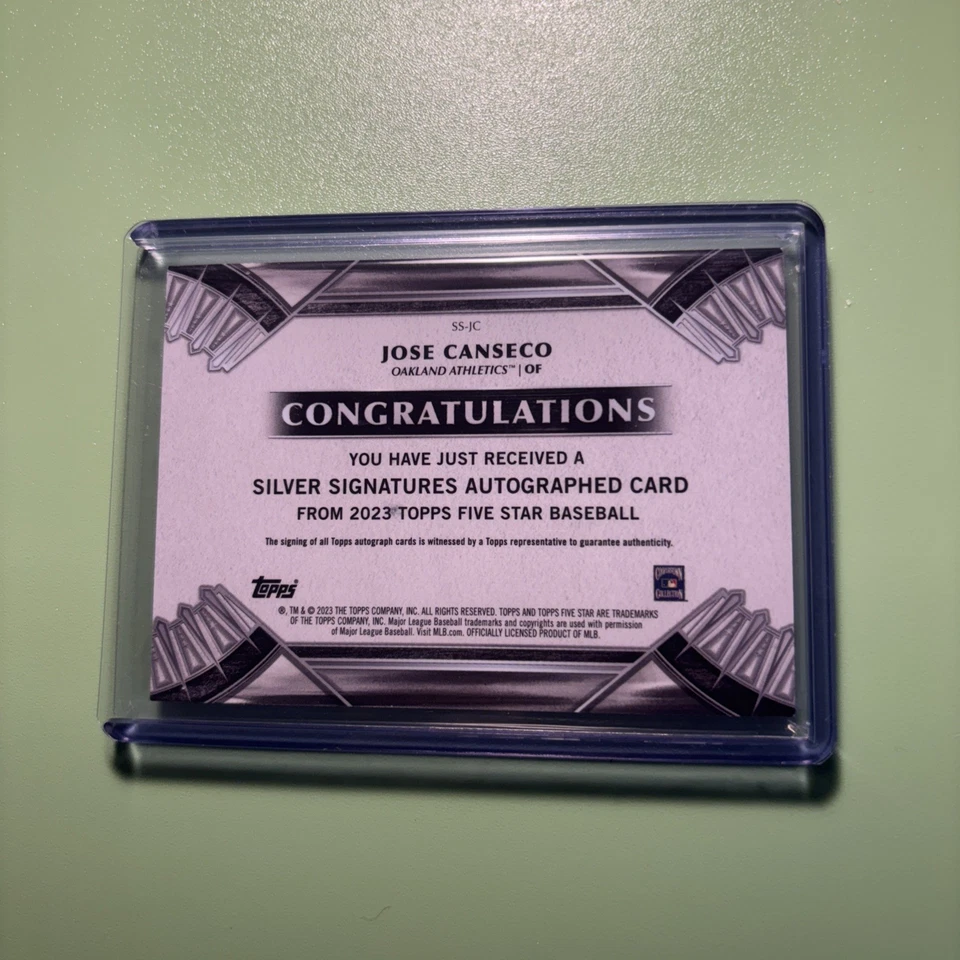 SS-JC
JOSE CANSECO
OAKLAND ATHLETICS™ | OF
CONGRATULATIONS
YOU HAVE JUST RECEIVED A
SILVER SIGNATURES AUTOGRAPHED CARD
FROM 2023 TOPPS FIVE STAR BASEBALL
The signing of all Topps autograph cards is witnessed by a Topps representative to guarantee authenticity.
topps®
COOPERSTOWN
COLLECTION
®, TM & © 2023 THE TOPPS COMPANY, INC. ALL RIGHTS RESERVED. TOPPS AND TOPPS FIVE STAR ARE TRADEMARKS
OF THE TOPPS COMPANY, INC. Major League Baseball trademarks and copyrights are used with permission
of Major League Baseball. Visit MLB.com. OFFICIALLY LICENSED PRODUCT OF MLB.